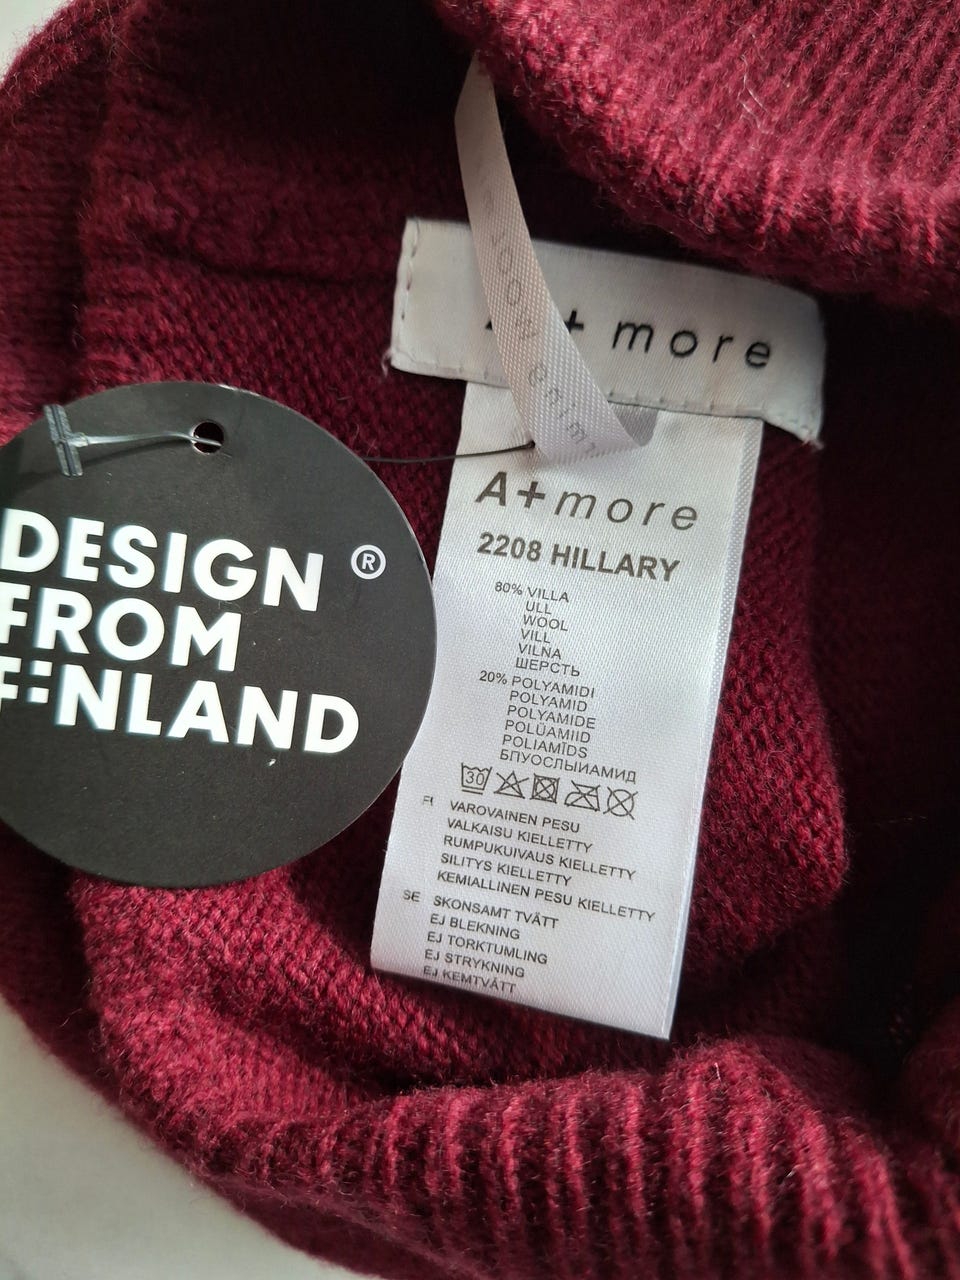 + more
A+more
2208 HILLARY
80% VILLA
ULL
WOOL
VILL
VILNA
ШЕРСТЬ
20% POLYAMIDI
POLYAMID
POLYAMIDE
POLÜAMIID
POLIAMĪDS
БПУОСЛЫИАМИД
30
FI VAROVAINEN PESU
VALKAISU KIELLETTY
RUMPUKUIVAUS KIELLETTY
SILITYS KIELLETTY
KEMIALLINEN PESU KIELLETTY
SE SKONSAMT TVÄTT
EJ BLEKNING
EJ TORKTUMLING
EJ STRYKNING
EJ KEMTVÄTT
DESIGN ®
FROM
FINLAND